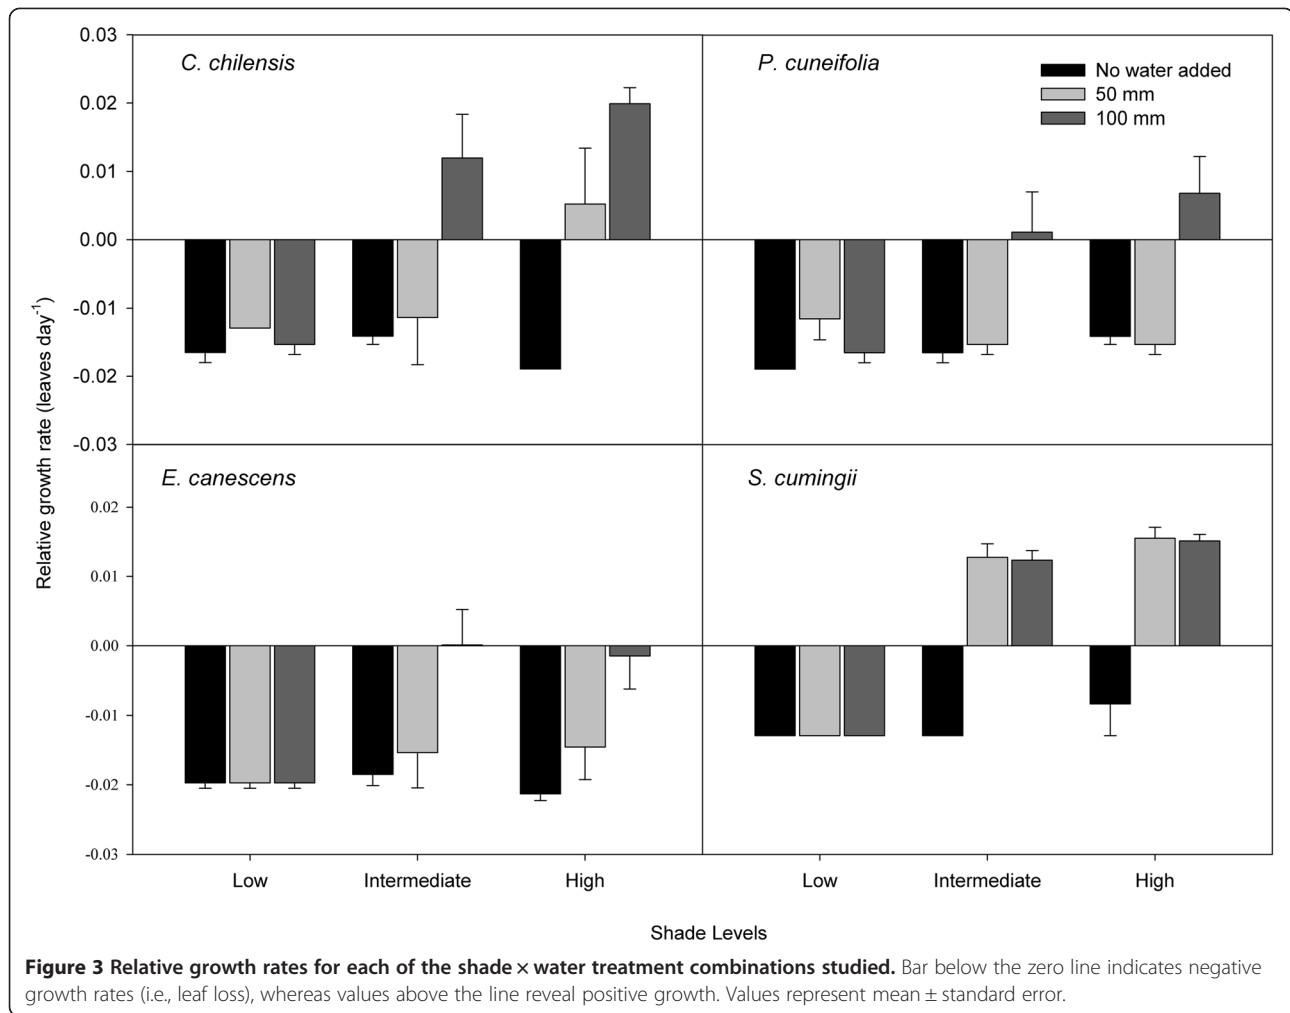 C. chilensis
P. cuneifolia
No water added
50 mm
100 mm
0.03
0.02
0.01
0.00
-0.01
-0.02
-0.03
E. canescens
S. cumingii
0.02
0.01
0.00
-0.01
-0.02
-0.03
Relative growth rate (leaves day-1)
Low Intermediate High Low Intermediate High
Shade Levels
Figure 3 Relative growth rates for each of the shade × water treatment combinations studied. Bar below the zero line indicates negative
growth rates (i.e., leaf loss), whereas values above the line reveal positive growth. Values represent mean ± standard error.